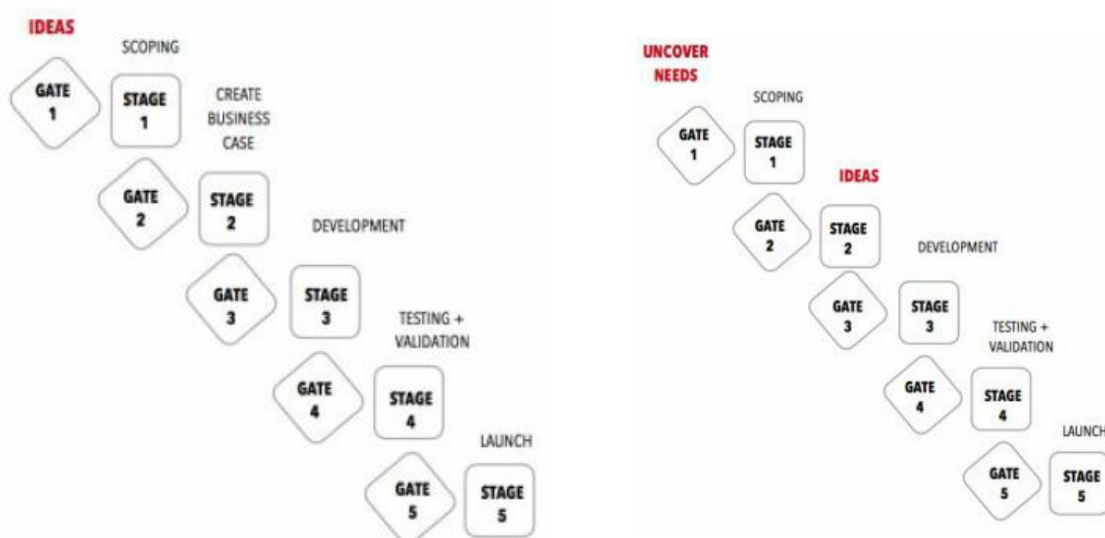 IDEAS
SCOPING
GATE
1
STAGE
1
CREATE
BUSINESS
CASE
GATE
2
STAGE
2
DEVELOPMENT
GATE
3
STAGE
3
TESTING +
VALIDATION
GATE
4
STAGE
4
LAUNCH
GATE
5
STAGE
5
UNCOVER
NEEDS
SCOPING
GATE
1
STAGE
1
IDEAS
GATE
2
STAGE
2
DEVELOPMENT
GATE
3
STAGE
3
TESTING +
VALIDATION
GATE
4
STAGE
4
LAUNCH
GATE
5
STAGE
5